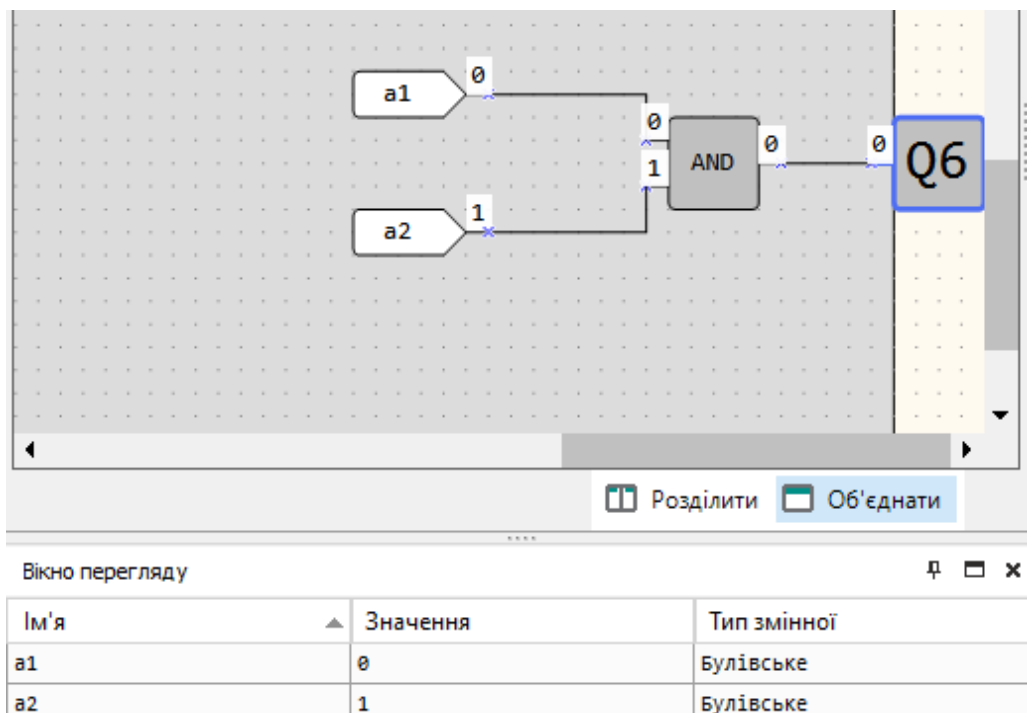 a1 0
0
AND 0 0 Q6
1
a2 1
Розділити Об'єднати
Вікно перегляду
Ім'я Значення Тип змінної
a1 0 Булівське
a2 1 Булівське